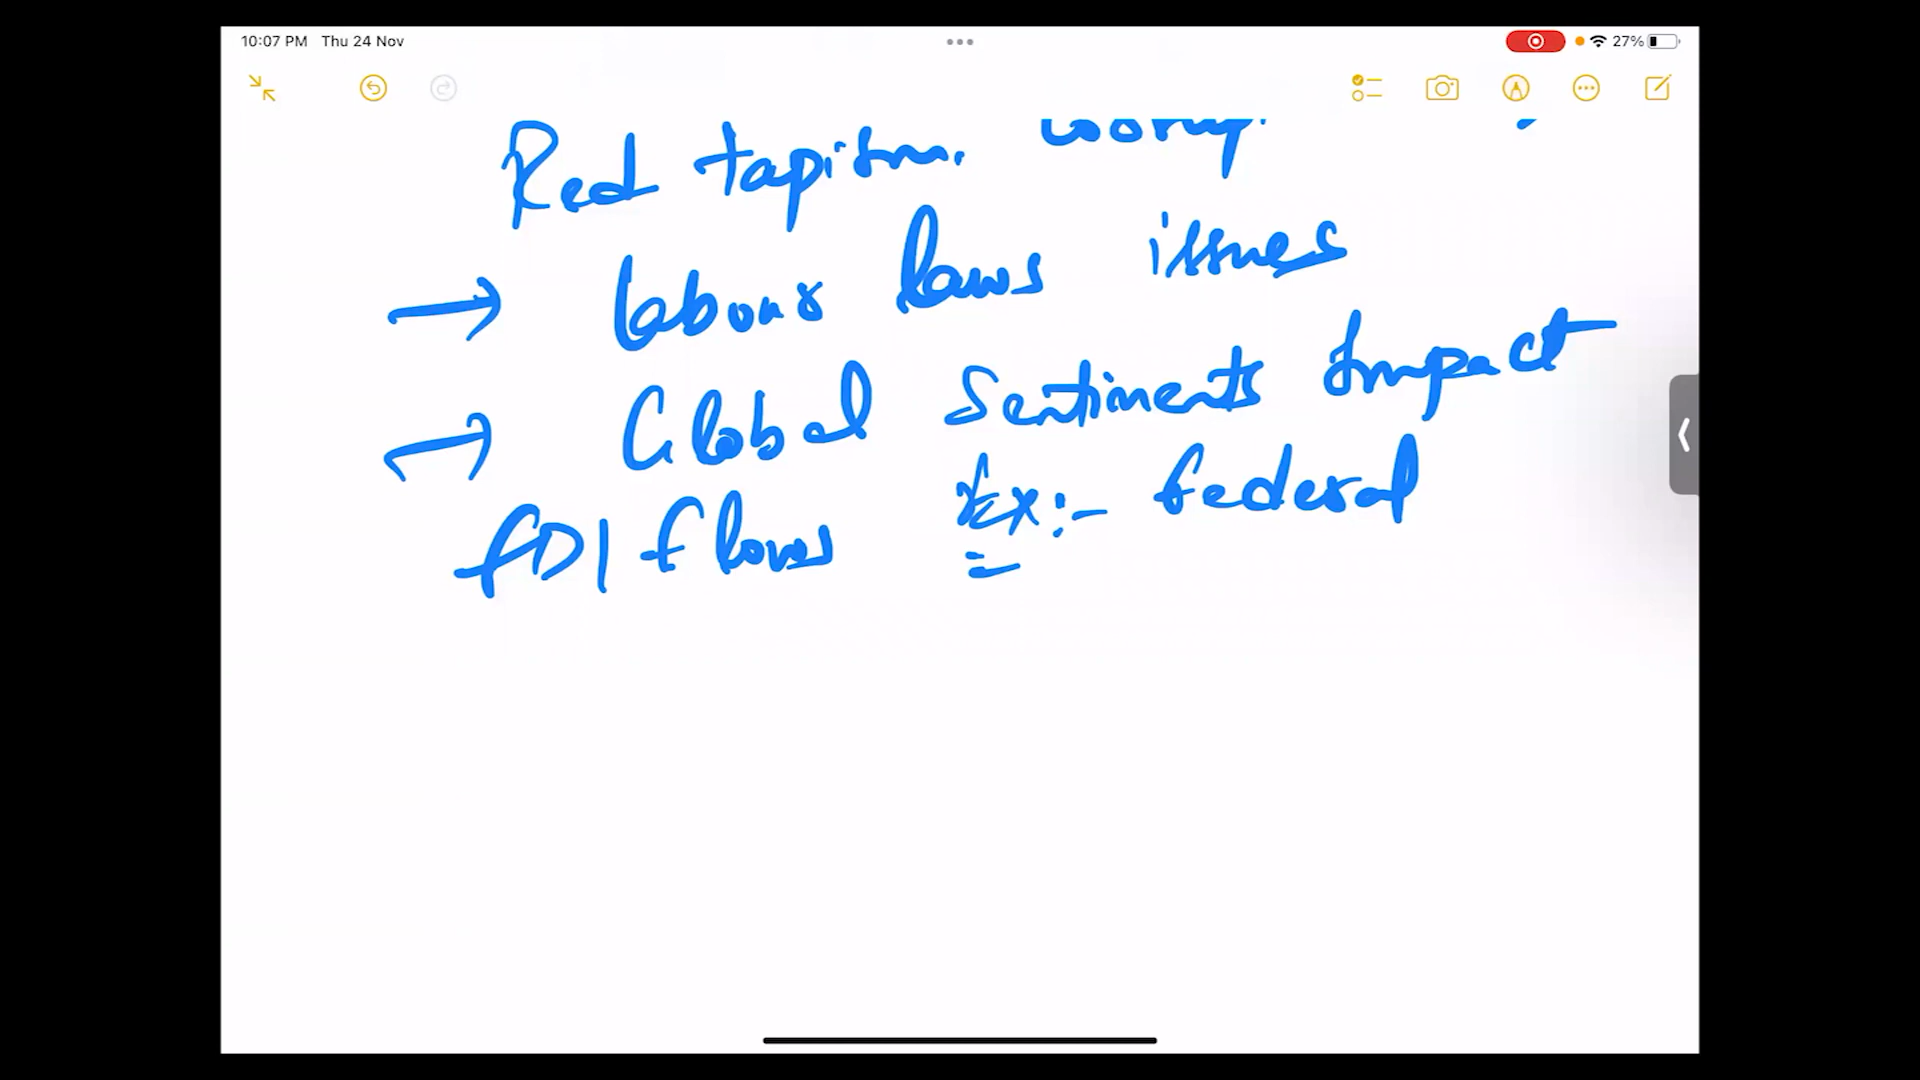 10:07 PM Thu 24 Nov 27%
Red tapism.
→ labour laws issues
→ Global Sentiments Impact
FDI flows Ex:- Federal